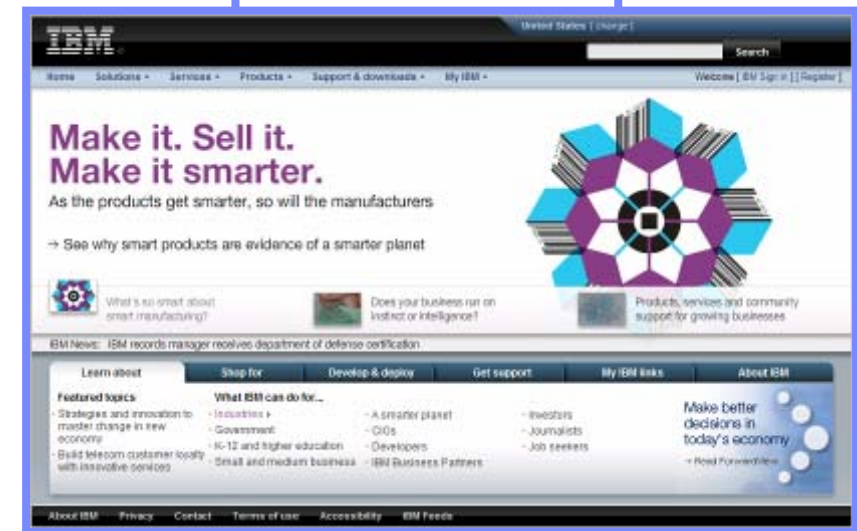 IBM
United States [ change ]
Search
Home Solutions Services Products Support & downloads My IBM
Welcome [ IBM Sign in ] [ Register ]
Make it. Sell it.
Make it smarter.
As the products get smarter, so will the manufacturers
→ See why smart products are evidence of a smarter planet
What's so smart about
smart manufacturing?
Does your business run on
instinct or intelligence?
Products, services and community
support for growing businesses
IBM News: IBM records manager receives department of defense certification
Learn about Shop for Develop & deploy Get support My IBM links About IBM
Featured topics
- Strategies and innovation to
master change in new
economy
- Build telecom customer loyalty
with innovative services
What IBM can do for...
- Industries
- Government
- K-12 and higher education
- Small and medium business
- A smarter planet
- CIOs
- Developers
- IBM Business Partners
- Investors
- Journalists
- Job seekers
Make better
decisions in
today's economy
→ Read ForwardView
About IBM Privacy Contact Terms of use Accessibility IBM Feeds